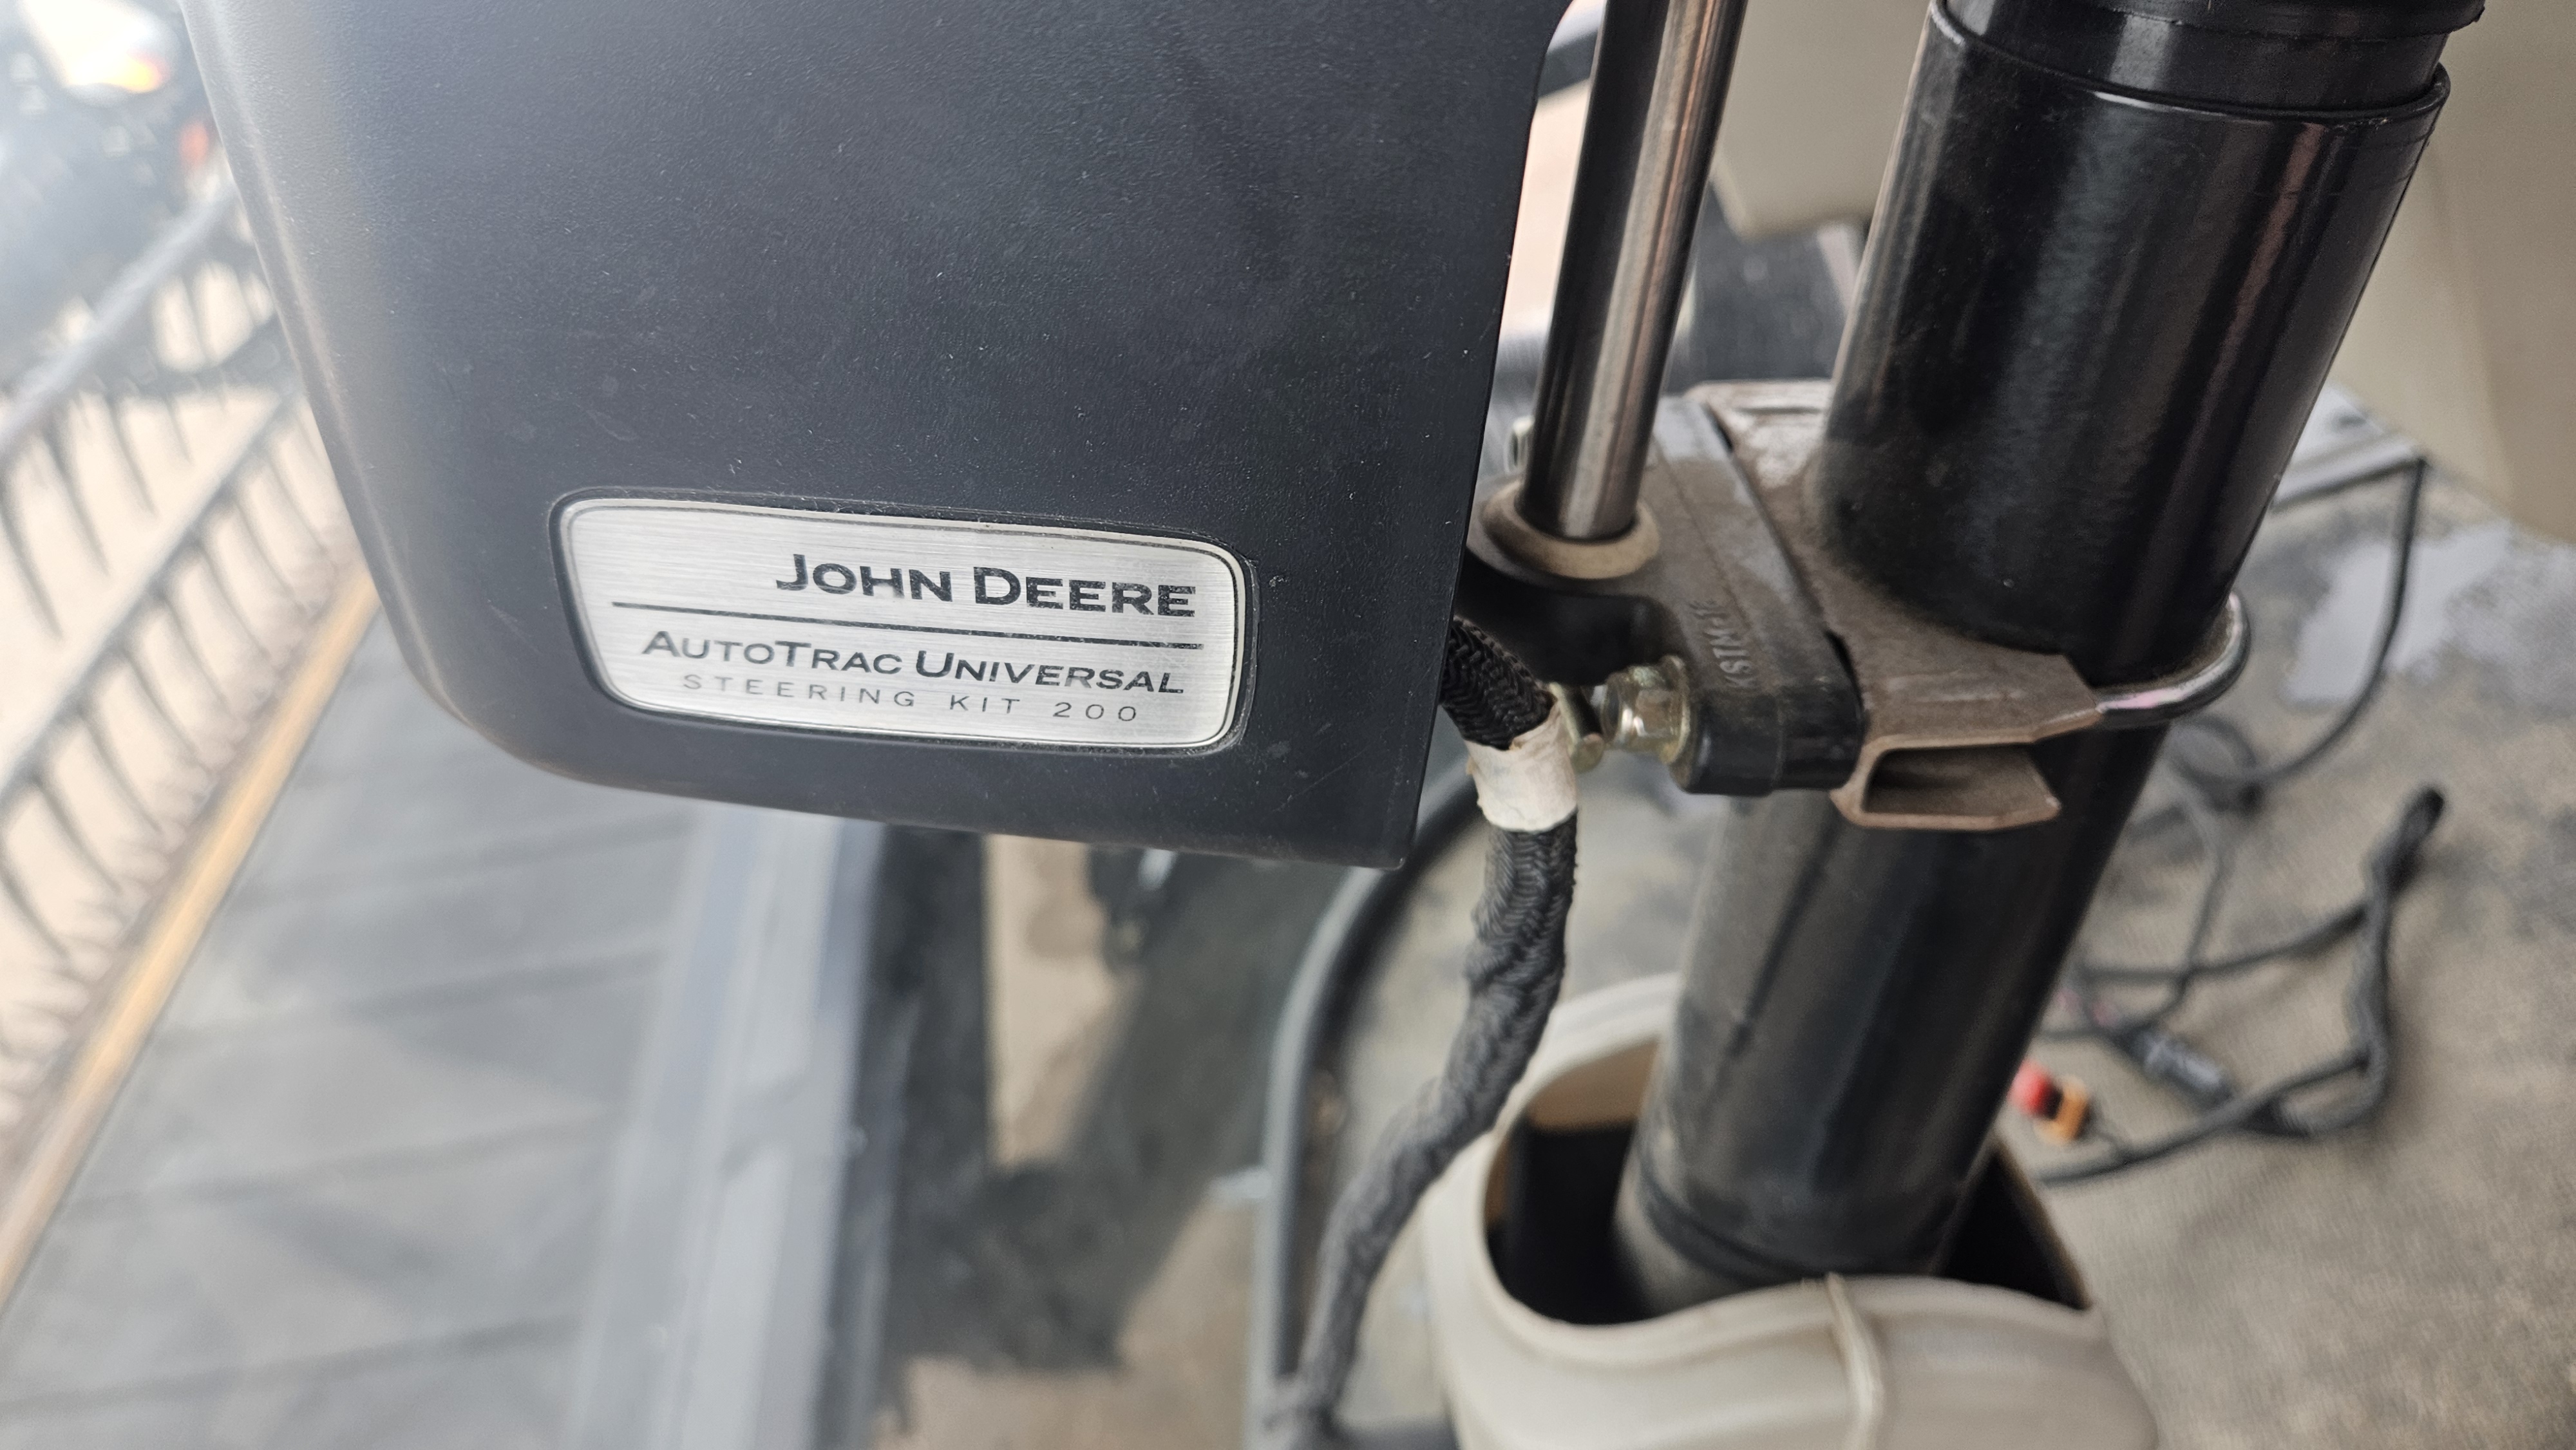 JOHN DEERE
AUTOTRAC UNIVERSAL
STEERING KIT 200